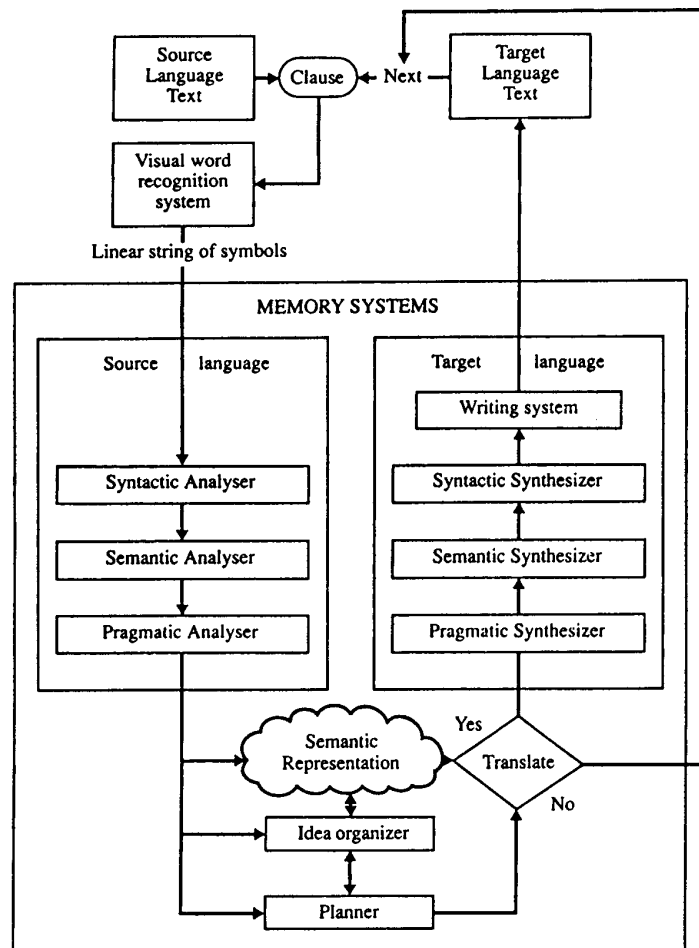 Source
Language
Text
Clause
Next
Target
Language
Text
Visual word
recognition
system
Linear string of symbols
MEMORY SYSTEMS
Source language
Target language
Writing system
Syntactic Analyser
Syntactic Synthesizer
Semantic Analyser
Semantic Synthesizer
Pragmatic Analyser
Pragmatic Synthesizer
Yes
Semantic
Representation
Translate
No
Idea organizer
Planner